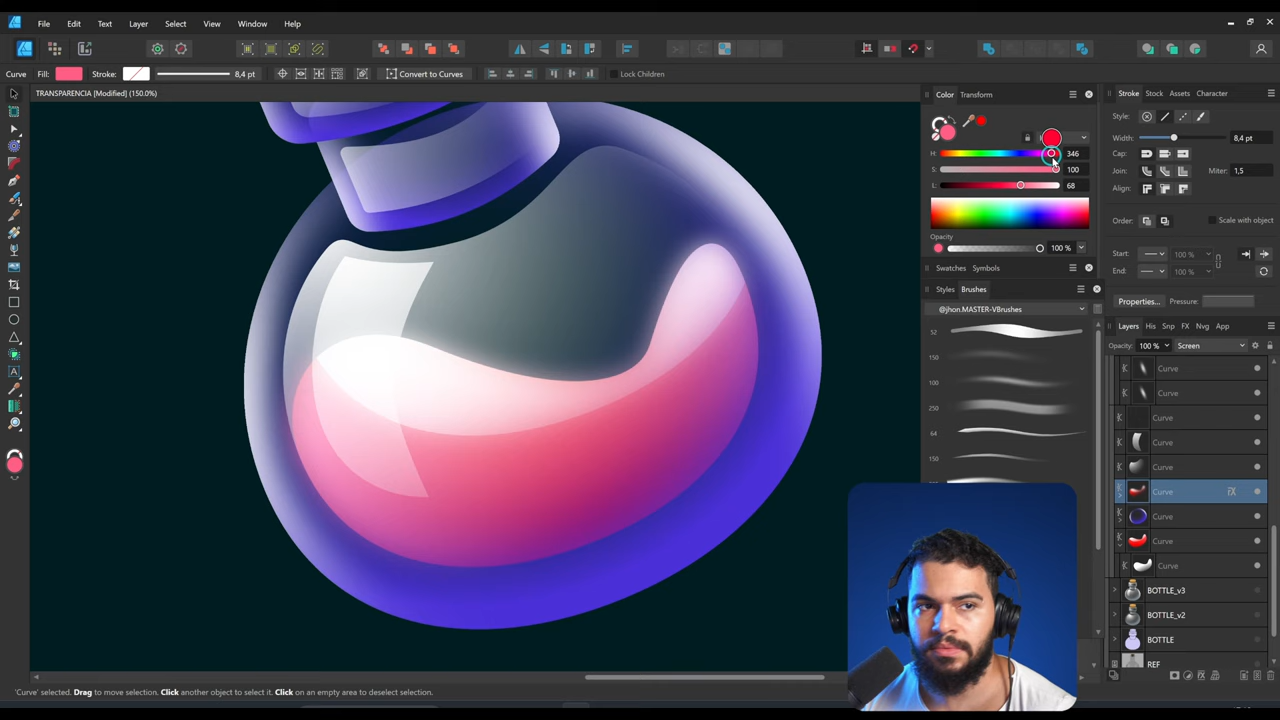 File Edit Text Layer Select View Window Help
Curve Fill: Stroke: 8,4 pt Convert to Curves Lock Children
TRANSPARENCIA [Modified] (150.0%)
Color Transform
H: 346
S: 100
L: 68
Opacity
100 %
Swatches Symbols
Styles Brushes
@jhon.MASTER-VBrushes
52
150
100
250
64
150
Stroke Stock Assets Character
Style:
Width: 8,4 pt
Cap:
Join: Miter: 1,5
Align:
Order: Scale with object
Start: 100 %
End: 100 %
Properties... Pressure:
Layers His Snp FX Nvg App
Opacity: 100 % Screen
Curve
Curve
Curve
Curve
Curve
Curve
Curve
Curve
Curve
BOTTLE_v3
BOTTLE_v2
BOTTLE
REF
'Curve' selected. Drag to move selection. Click another object to select it. Click on an empty area to deselect selection.